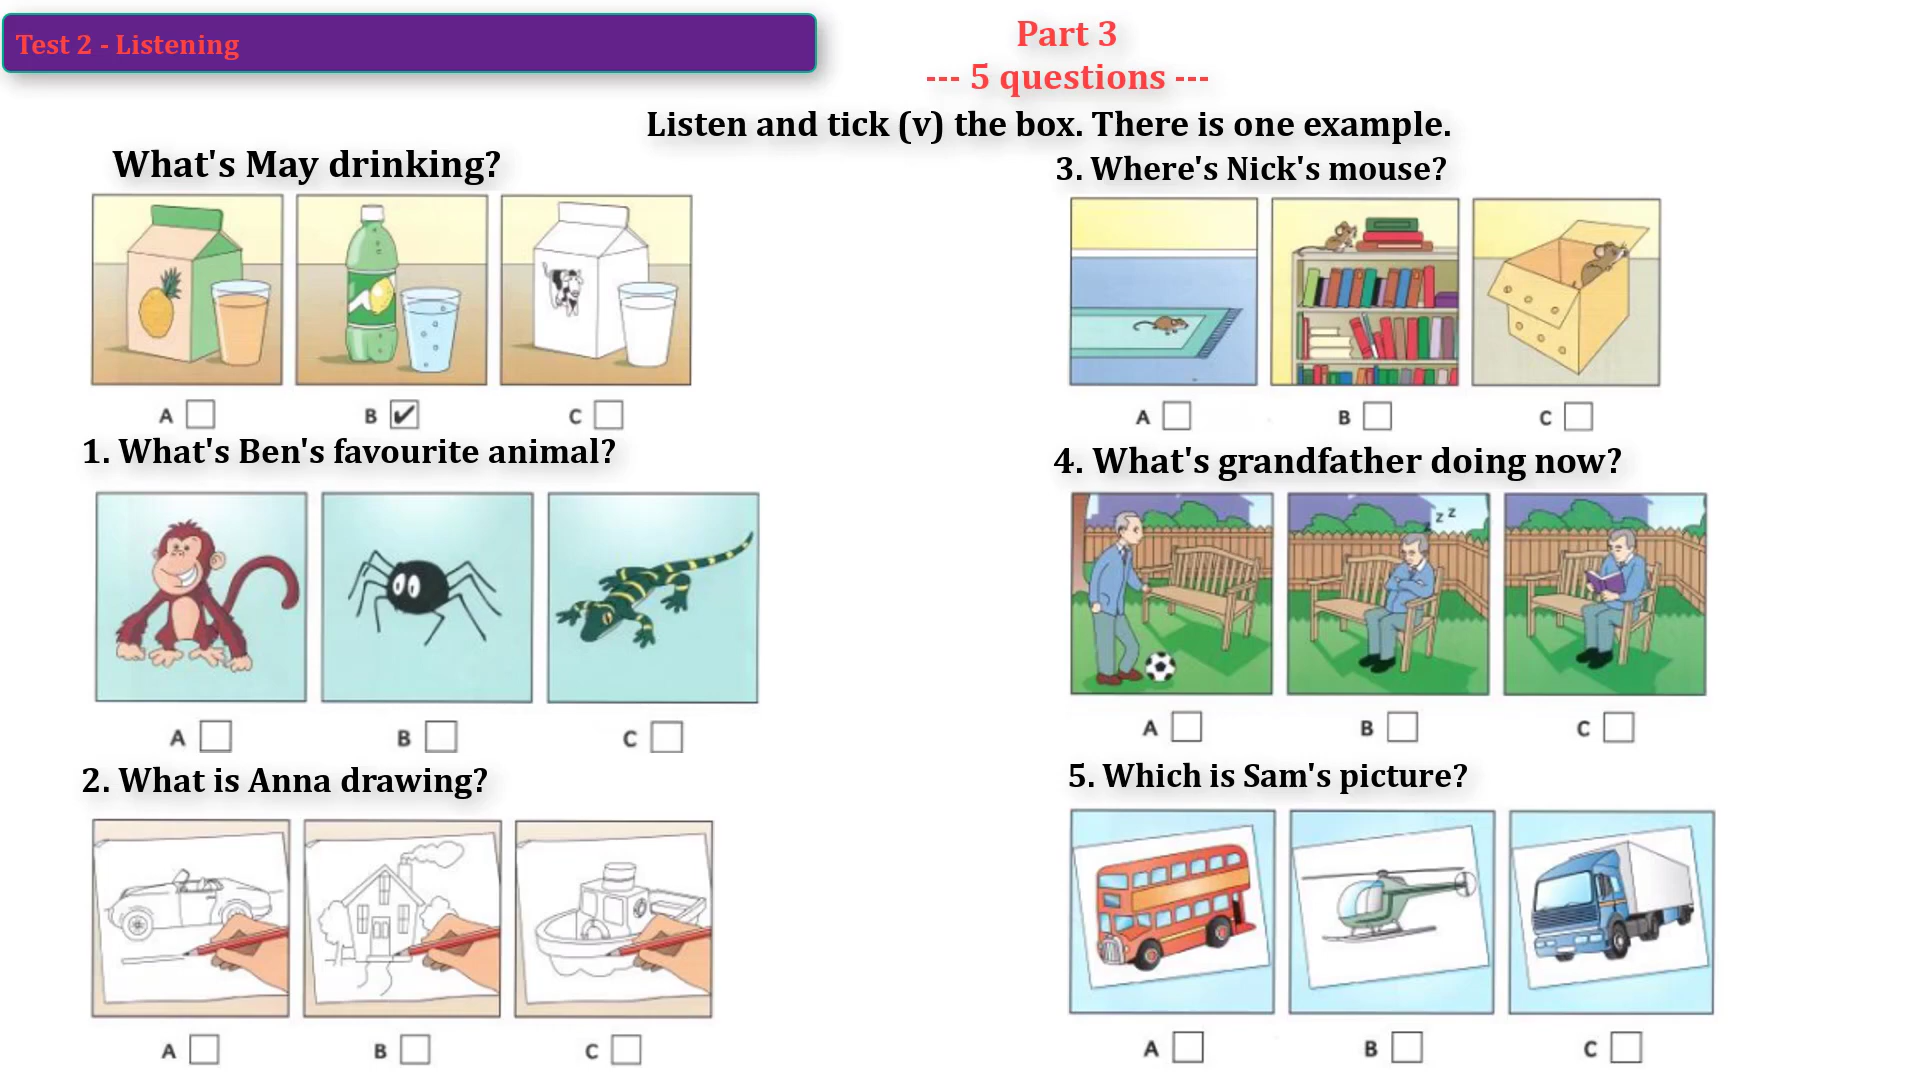 Test 2 - Listening
Part 3
--- 5 questions ---
Listen and tick (v) the box. There is one example.
What's May drinking?
A
B ✔
C
1. What's Ben's favourite animal?
A
B
C
2. What is Anna drawing?
A
B
C
3. Where's Nick's mouse?
A
B
C
4. What's grandfather doing now?
z z
A
B
C
5. Which is Sam's picture?
A
B
C